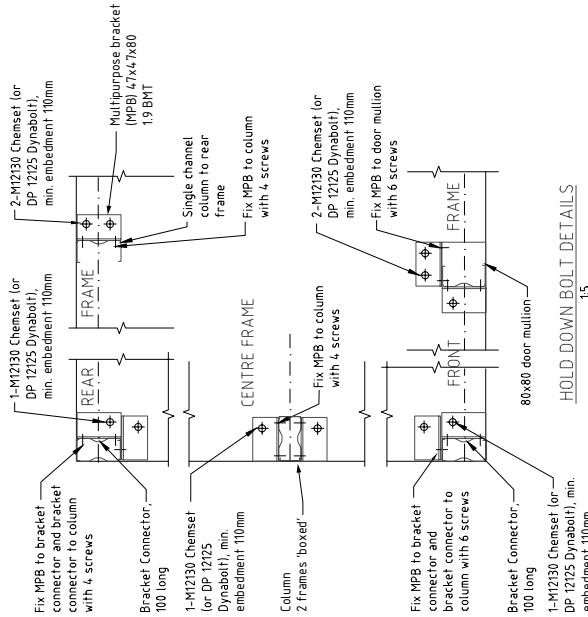 2-M12130 Chemset (or
DP 12125 Dynabolt),
min. embedment 110mm
Multipurpose bracket
(MPB) 47x47x80
1.9 BMT
Single channel
column to rear
frame
Fix MPB to column
with 4 screws
FRAME
1-M12130 Chemset (or
DP 12125 Dynabolt),
min. embedment 110mm
REAR
Fix MPB to bracket
connector and bracket
connector to column
with 4 screws
Bracket Connector,
100 long
CENTRE FRAME
Fix MPB to column
with 4 screws
1-M12130 Chemset
(or DP 12125
Dynabolt), min.
embedment 110mm
Column
2 frames 'boxed'
2-M12130 Chemset (or
DP 12125 Dynabolt),
min. embedment 110mm
Fix MPB to door mullion
with 6 screws
FRAME
FRONT
80x80 door mullion
Fix MPB to bracket
connector and
bracket connector to
column with 6 screws
Bracket Connector,
100 long
1-M12130 Chemset (or
DP 12125 Dynabolt), min.
embedment 110mm
HOLD DOWN BOLT DETAILS
1:5